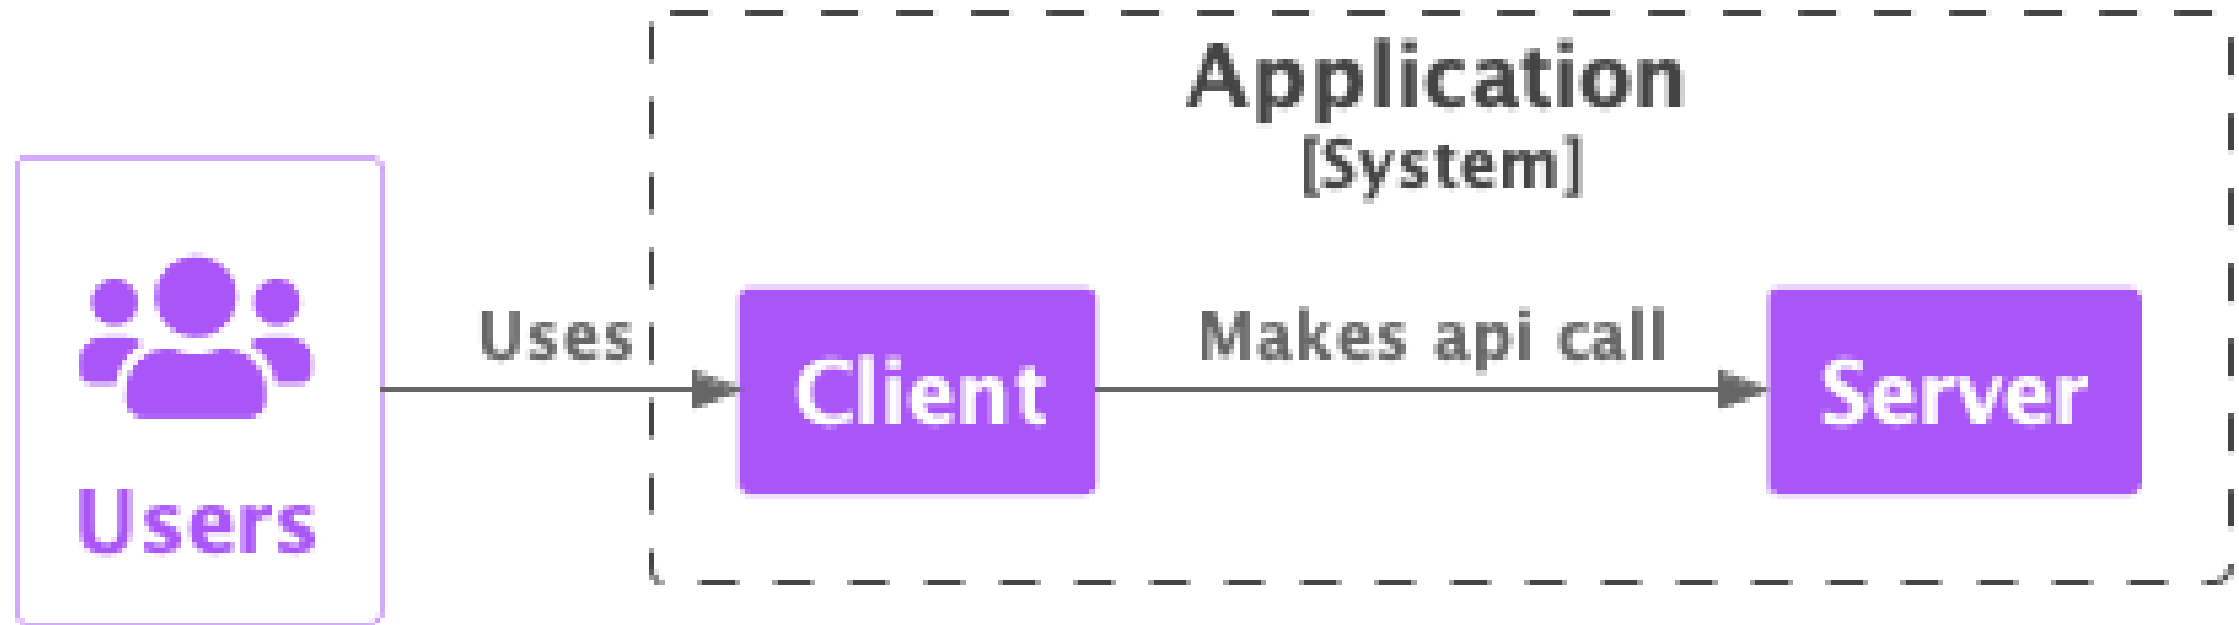 Application
[System]
Uses
Makes api call
Client
Server
Users